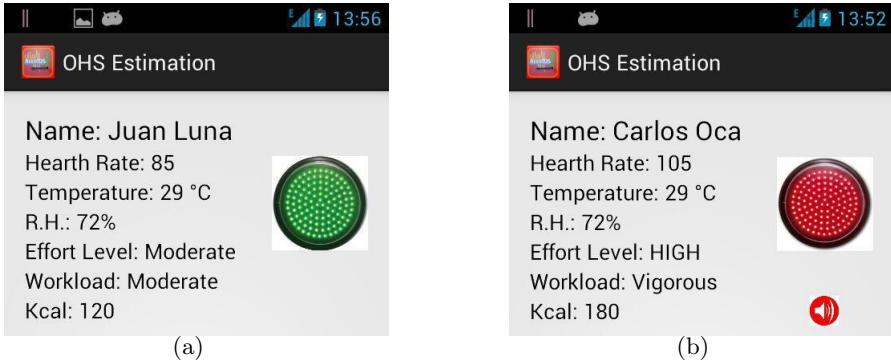 E 13:56
OHS Estimation
Name: Juan Luna
Hearth Rate: 85
Temperature: 29 °C
R.H.: 72%
Effort Level: Moderate
Workload: Moderate
Kcal: 120
(a)
E 13:52
OHS Estimation
Name: Carlos Oca
Hearth Rate: 105
Temperature: 29 °C
R.H.: 72%
Effort Level: HIGH
Workload: Vigorous
Kcal: 180
(b)